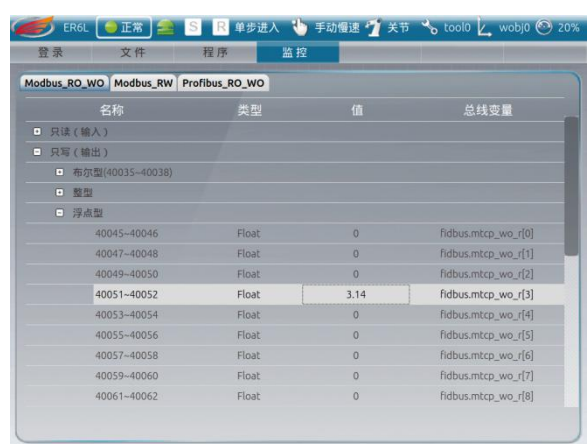 ER6L 正常 S R 单步进入 手动慢速 关节 tool0 wobj0 20%
登录 文件 程序 监控
Modbus_RO_WO Modbus_RW Profibus_RO_WO
名称 类型 值 总线变量
只读(输入)
只写(输出)
布尔型(40035~40038)
整型
浮点型
40045~40046 Float 0 fidbus.mtcp_wo_r[0]
40047~40048 Float 0 fidbus.mtcp_wo_r[1]
40049~40050 Float 0 fidbus.mtcp_wo_r[2]
40051~40052 Float 3.14 fidbus.mtcp_wo_r[3]
40053~40054 Float 0 fidbus.mtcp_wo_r[4]
40055~40056 Float 0 fidbus.mtcp_wo_r[5]
40057~40058 Float 0 fidbus.mtcp_wo_r[6]
40059~40060 Float 0 fidbus.mtcp_wo_r[7]
40061~40062 Float 0 fidbus.mtcp_wo_r[8]